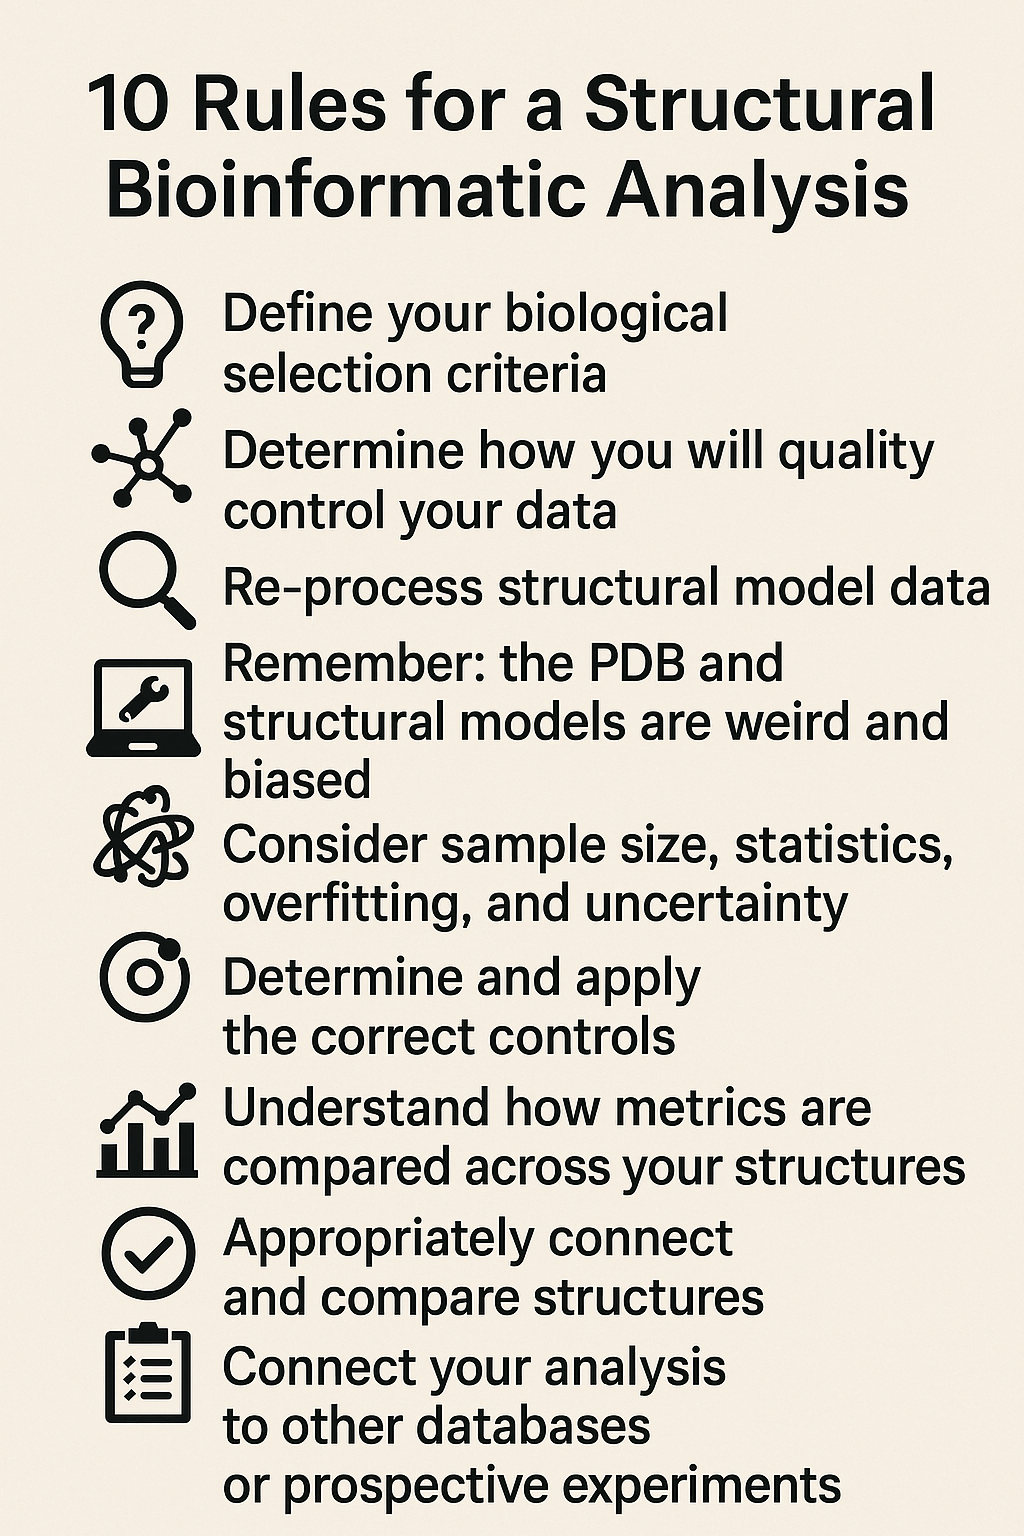 10 Rules for a Structural
Bioinformatic Analysis
?
Define your biological
selection criteria
Determine how you will quality
control your data
Re-process structural model data
Remember: the PDB and
structural models are weird and
biased
Consider sample size, statistics,
overfitting, and uncertainty
Determine and apply
the correct controls
Understand how metrics are
compared across your structures
Appropriately connect
and compare structures
Connect your analysis
to other databases
or prospective experiments